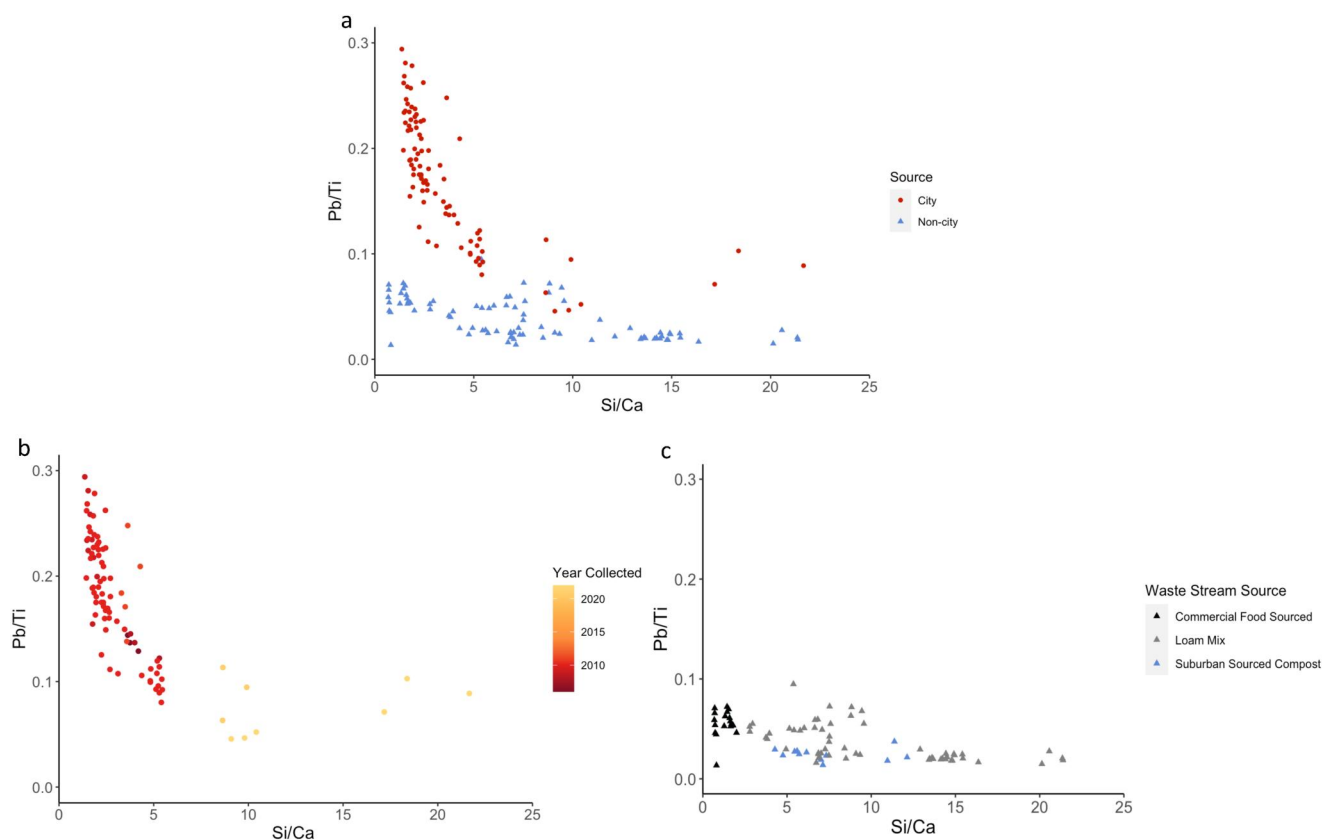 a
0.3
0.2
0.1
0.0
Pb/Ti
0 5 10 15 20 25
Si/Ca
Source
City
Non-city
b
0.3
0.2
0.1
0.0
Pb/Ti
0 5 10 15 20 25
Si/Ca
Year Collected
2020
2015
2010
c
0.3
0.2
0.1
0.0
Pb/Ti
0 5 10 15 20 25
Si/Ca
Waste Stream Source
Commercial Food Sourced
Loam Mix
Suburban Sourced Compost